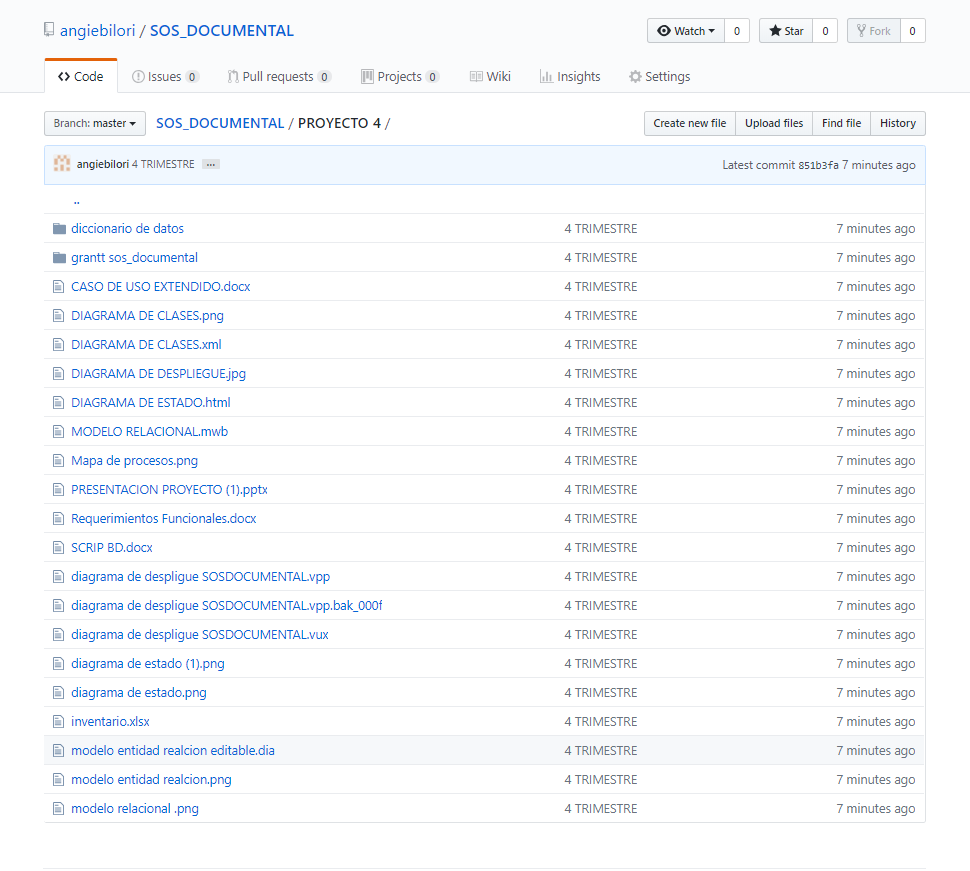 angiebilori / SOS_DOCUMENTAL Watch 0 Star 0 Fork 0
Code Issues 0 Pull requests 0 Projects 0 Wiki Insights Settings
Branch: master SOS_DOCUMENTAL / PROYECTO 4 / Create new file Upload files Find file History
angiebilori 4 TRIMESTRE ... Latest commit 851b3fa 7 minutes ago
..
diccionario de datos 4 TRIMESTRE 7 minutes ago
grantt sos_documental 4 TRIMESTRE 7 minutes ago
CASO DE USO EXTENDIDO.docx 4 TRIMESTRE 7 minutes ago
DIAGRAMA DE CLASES.png 4 TRIMESTRE 7 minutes ago
DIAGRAMA DE CLASES.xml 4 TRIMESTRE 7 minutes ago
DIAGRAMA DE DESPLIEGUE.jpg 4 TRIMESTRE 7 minutes ago
DIAGRAMA DE ESTADO.html 4 TRIMESTRE 7 minutes ago
MODELO RELACIONAL.mwb 4 TRIMESTRE 7 minutes ago
Mapa de procesos.png 4 TRIMESTRE 7 minutes ago
PRESENTACION PROYECTO (1).pptx 4 TRIMESTRE 7 minutes ago
Requerimientos Funcionales.docx 4 TRIMESTRE 7 minutes ago
SCRIP BD.docx 4 TRIMESTRE 7 minutes ago
diagrama de despligue SOSDOCUMENTAL.vpp 4 TRIMESTRE 7 minutes ago
diagrama de despligue SOSDOCUMENTAL.vpp.bak_000f 4 TRIMESTRE 7 minutes ago
diagrama de despligue SOSDOCUMENTAL.vux 4 TRIMESTRE 7 minutes ago
diagrama de estado (1).png 4 TRIMESTRE 7 minutes ago
diagrama de estado.png 4 TRIMESTRE 7 minutes ago
inventario.xlsx 4 TRIMESTRE 7 minutes ago
modelo entidad realcion editable.dia 4 TRIMESTRE 7 minutes ago
modelo entidad realcion.png 4 TRIMESTRE 7 minutes ago
modelo relacional .png 4 TRIMESTRE 7 minutes ago